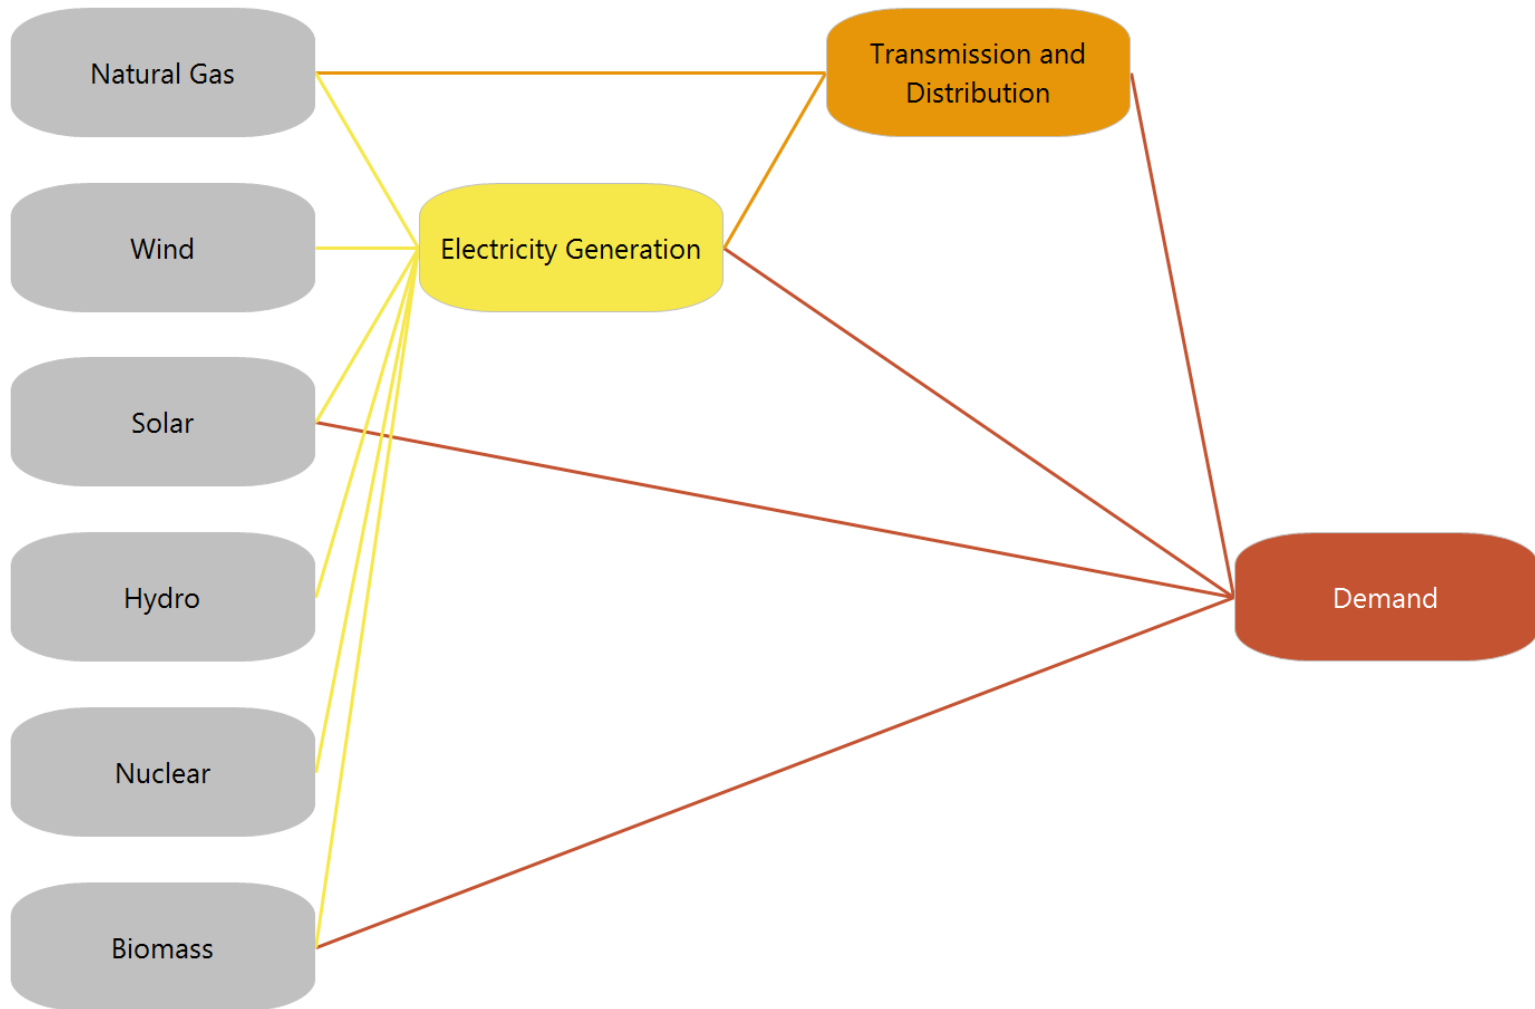 Natural Gas
Transmission and
Distribution
Wind
Electricity Generation
Solar
Hydro
Demand
Nuclear
Biomass